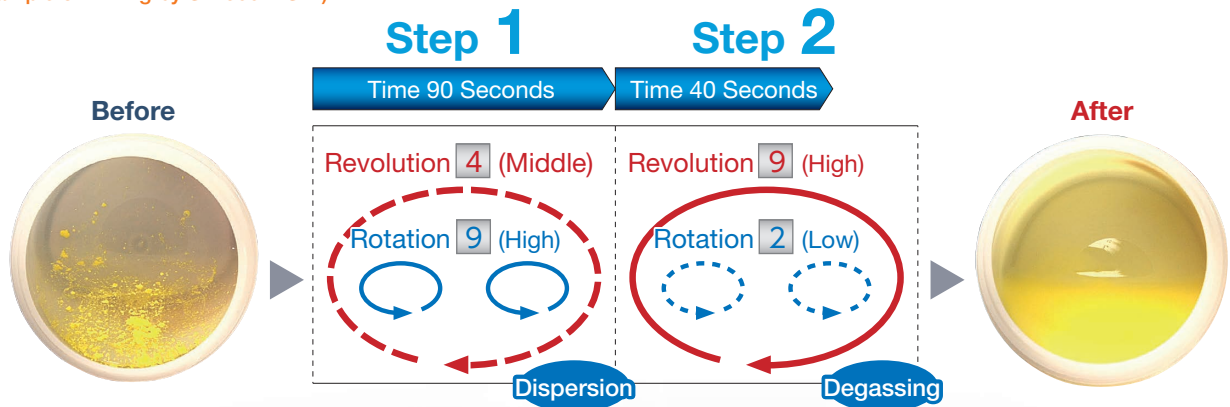 Step 1
Step 2
Time 90 Seconds
Time 40 Seconds
Before
After
Revolution 4 (Middle)
Revolution 9 (High)
Rotation 9 (High)
Rotation 2 (Low)
Dispersion
Degassing